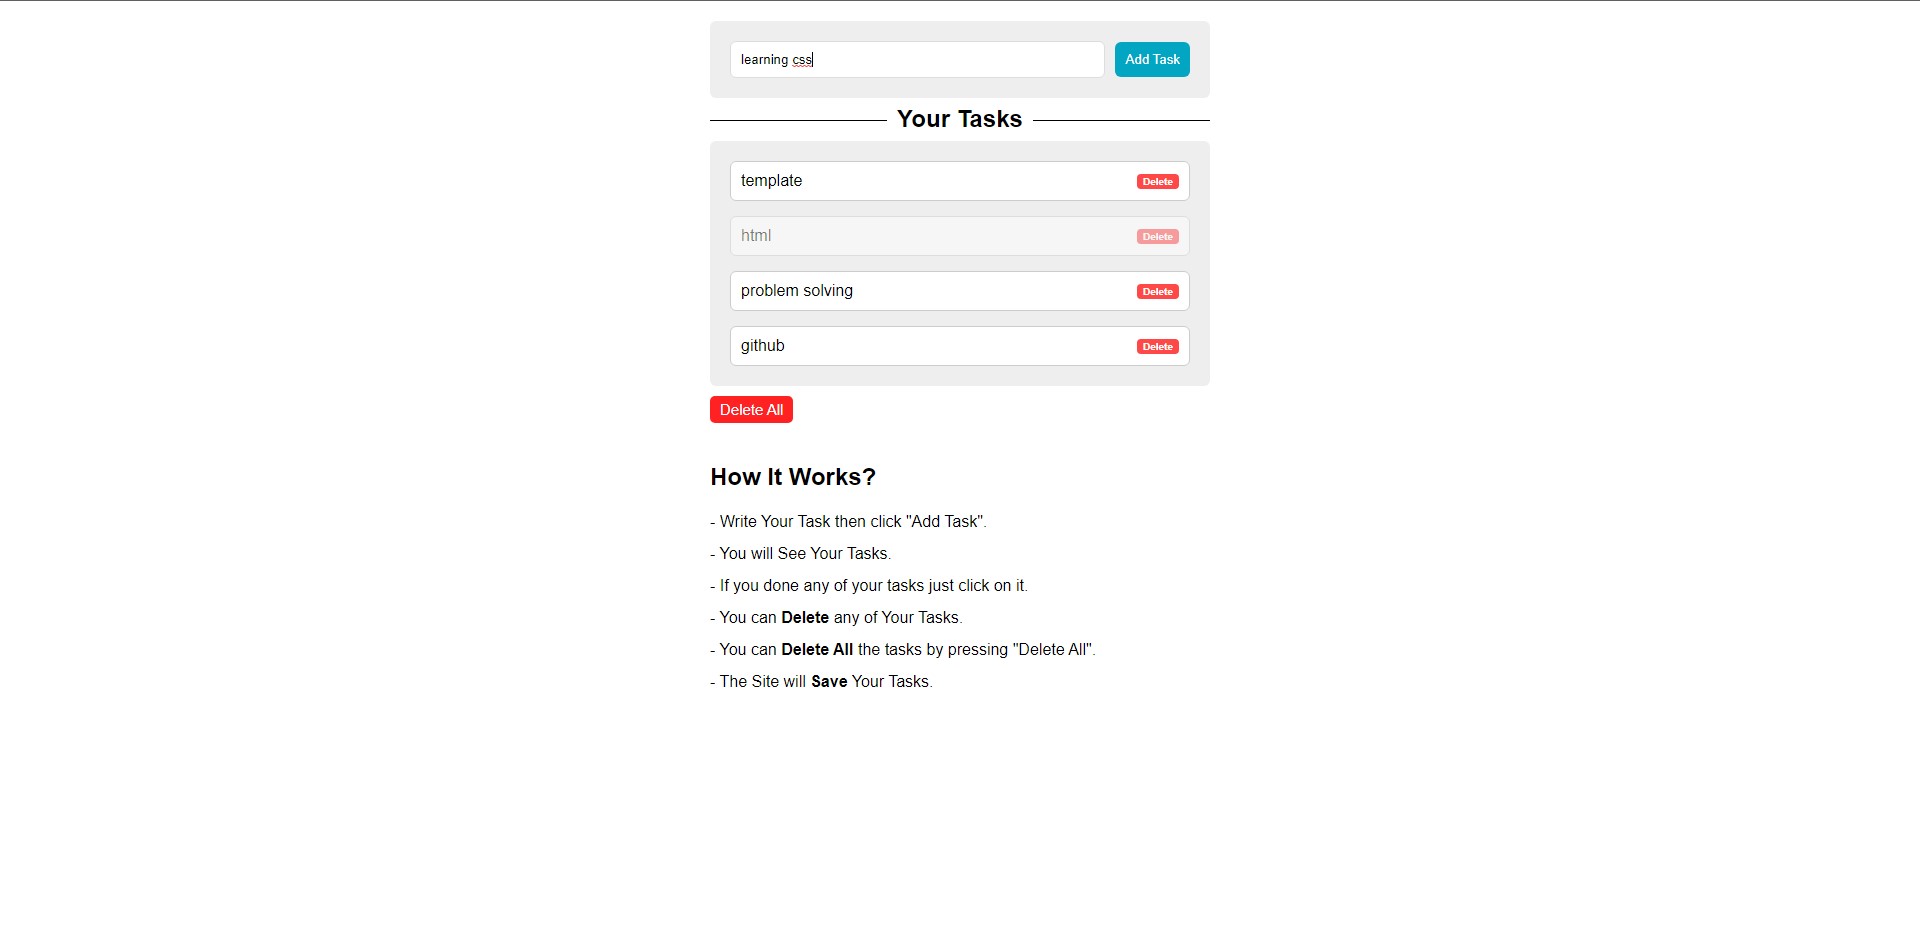 learning css
Add Task
Your Tasks
template Delete
html Delete
problem solving Delete
github Delete
Delete All
How It Works?
- Write Your Task then click "Add Task".
- You will See Your Tasks.
- If you done any of your tasks just click on it.
- You can Delete any of Your Tasks.
- You can Delete All the tasks by pressing "Delete All".
- The Site will Save Your Tasks.